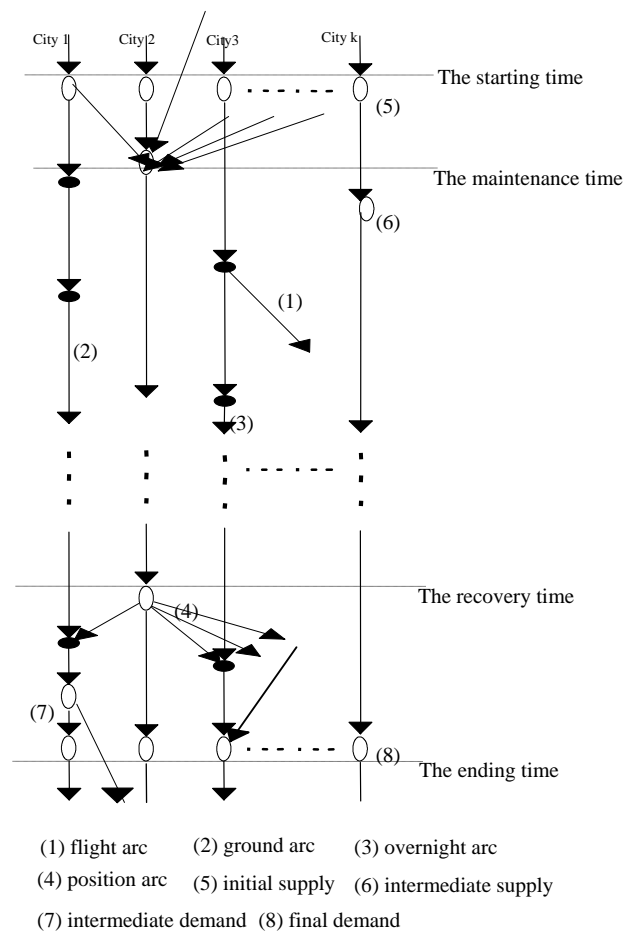 City 1 City 2 City3 City k
The starting time
(5)
The maintenance time
(6)
(1)
(2)
(3)
The recovery time
(4)
(7)
(8)
The ending time
(1) flight arc (2) ground arc (3) overnight arc
(4) position arc (5) initial supply (6) intermediate supply
(7) intermediate demand (8) final demand